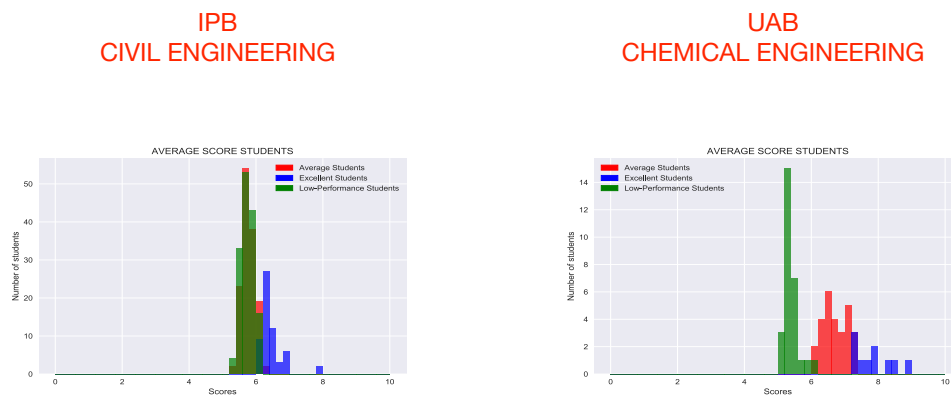 IPB
CIVIL ENGINEERING
UAB
CHEMICAL ENGINEERING
AVERAGE SCORE STUDENTS
Average Students
Excellent Students
Low-Performance Students
50
40
30
20
10
0
Number of students
0 2 4 6 8 10
Scores
AVERAGE SCORE STUDENTS
Average Students
Excellent Students
Low-Performance Students
14
12
10
8
6
4
2
0
Number of students
0 2 4 6 8 10
Scores